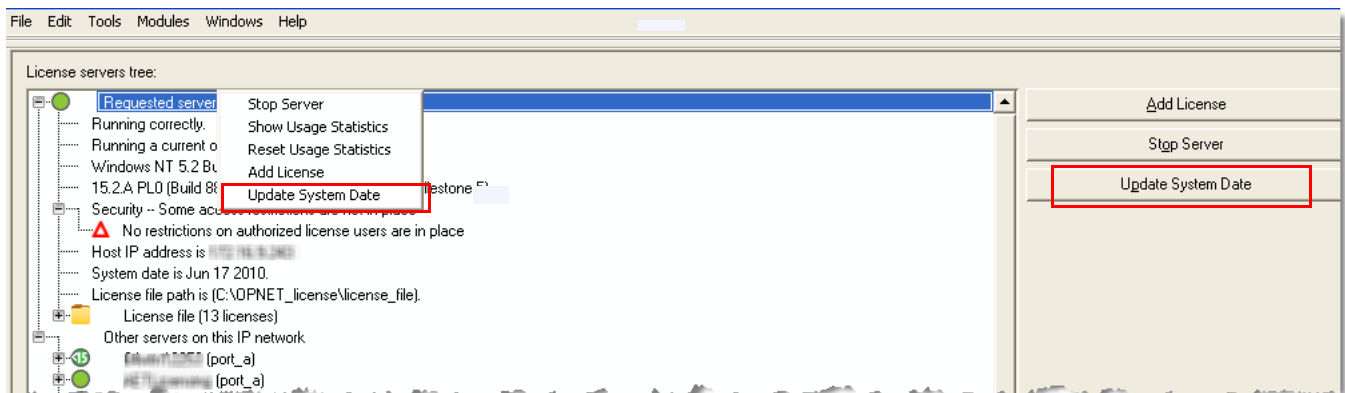 File Edit Tools Modules Windows Help
License servers tree:
Requested server
Stop Server
Show Usage Statistics
Reset Usage Statistics
Add License
Update System Date
Running correctly.
Running a current o
Windows NT 5.2 Bu
15.2.A PL0 (Build 88 estone 5)
Security -- Some access restrictions are not in place
No restrictions on authorized license users are in place
Host IP address is
System date is Jun 17 2010.
License file path is (C:\OPNET_license\license_file).
License file (13 licenses)
Other servers on this IP network
15 (port_a)
(port_a)
Add License
Stop Server
Update System Date